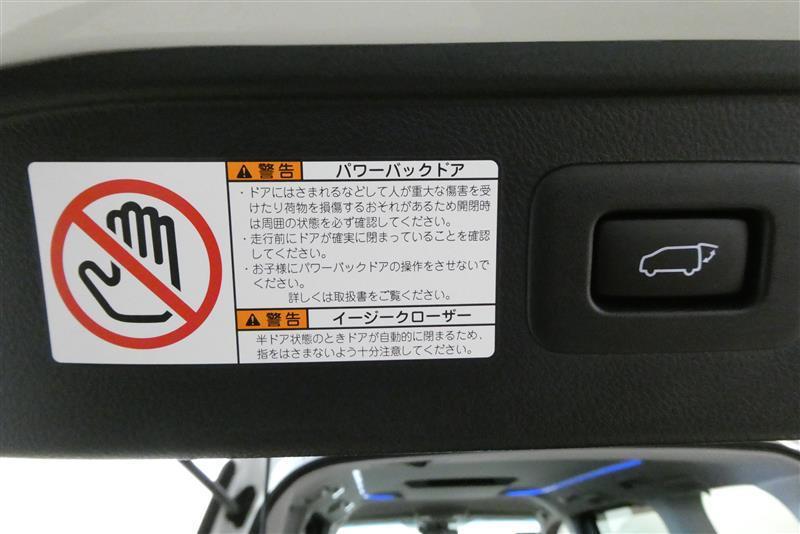 警告 パワーバックドア
・ドアにはさまれるなどして人が重大な傷害を受
けたり荷物を損傷するおそれがあるため開閉時
は周囲の状態を必ず確認してください。
・走行前にドアが確実に閉まっていることを確認
してください。
・お子様にパワーバックドアの操作をさせないで
ください。
詳しくは取扱書をご覧ください。
警告 イージークローザー
半ドア状態のときドアが自動的に閉まるため、
指をはさまないよう十分注意してください。